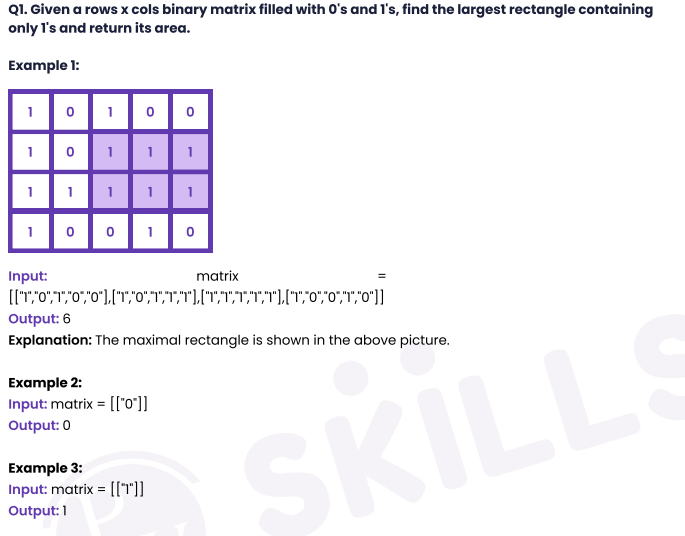 Q1. Given a rows x cols binary matrix filled with 0's and 1's, find the largest rectangle containing
only 1's and return its area.
Example 1:
1 0 1 0 0
1 0 1 1 1
1 1 1 1 1
1 0 0 1 0
Input: matrix =
[["1","0","1","0","0"],["1","0","1","1","1"],["1","1","1","1","1"],["1","0","0","1","0"]]
Output: 6
Explanation: The maximal rectangle is shown in the above picture.
Example 2:
Input: matrix = [["0"]]
Output: 0
Example 3:
Input: matrix = [["1"]]
Output: 1
SKILLS